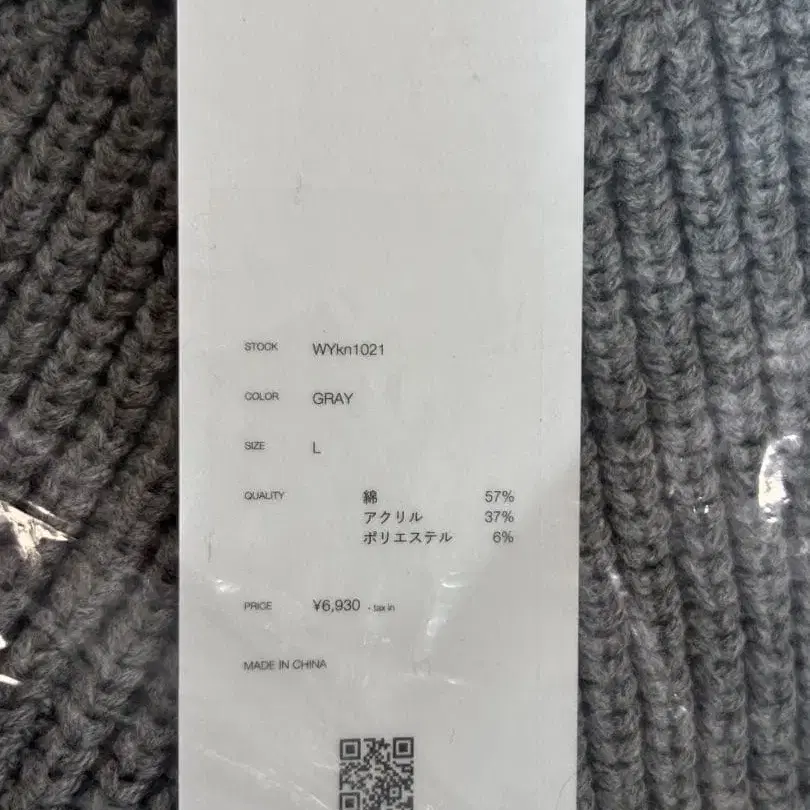 STOCK WYkn1021
COLOR GRAY
SIZE L
QUALITY 綿 57%
アクリル 37%
ポリエステル 6%
PRICE ¥6,930 - tax in
MADE IN CHINA